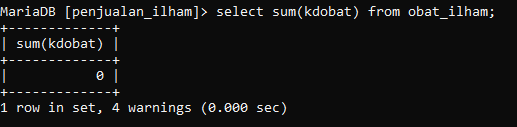 MariaDB [penjualan_ilham]> select sum(kdobat) from obat_ilham;
+-------------+
| sum(kdobat) |
+-------------+
|           0 |
+-------------+
1 row in set, 4 warnings (0.000 sec)